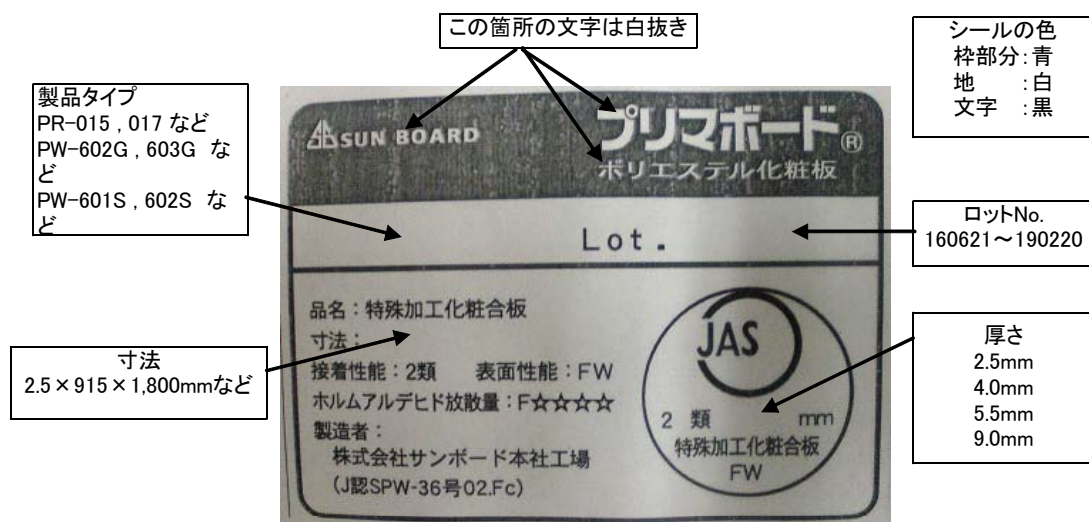 この箇所の文字は白抜き
シールの色
枠部分:青
地　　:白
文字　:黒
製品タイプ
PR-015 , 017 など
PW-602G , 603G な
ど
PW-601S , 602S な
ど
SUN BOARD
プリマボード®
ポリエステル化粧板
Lot.
ロットNo.
160621～190220
品名：特殊加工化粧合板
寸法：
接着性能：2類　表面性能：FW
ホルムアルデヒド放散量：F☆☆☆☆
製造者：
株式会社サンボード本社工場
(J認SPW-36号02.Fc)
JAS
2 類　mm
特殊加工化粧合板
FW
寸法
2.5×915×1,800mmなど
厚さ
2.5mm
4.0mm
5.5mm
9.0mm